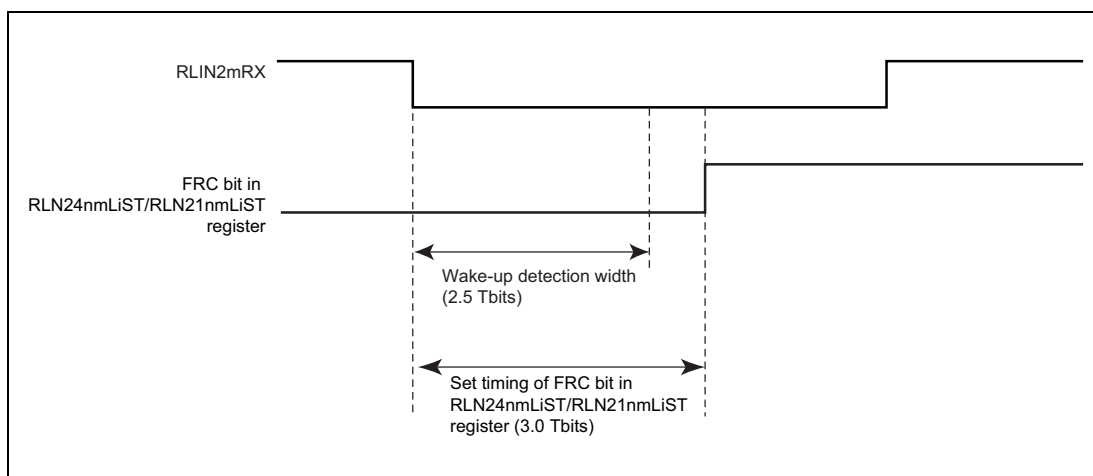 RLIN2mRX
FRC bit in
RLN24nmLiST/RLN21nmLiST
register
Wake-up detection width
(2.5 Tbits)
Set timing of FRC bit in
RLN24nmLiST/RLN21nmLiST
register (3.0 Tbits)